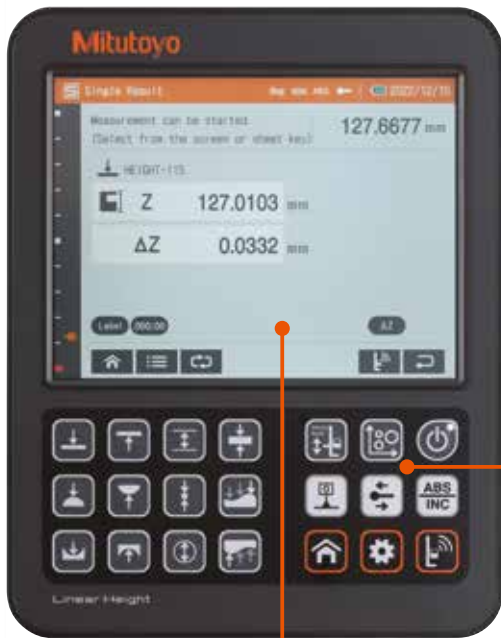 Mitutoyo
Single Result
2022/12/15
Measurement can be started
127.6677 mm
(Select from the screen or sheet key)
HEIGHT-115
Z 127.0103 mm
ΔZ 0.0332 mm
Label
ΔZ
ABS
INC
Linear Height